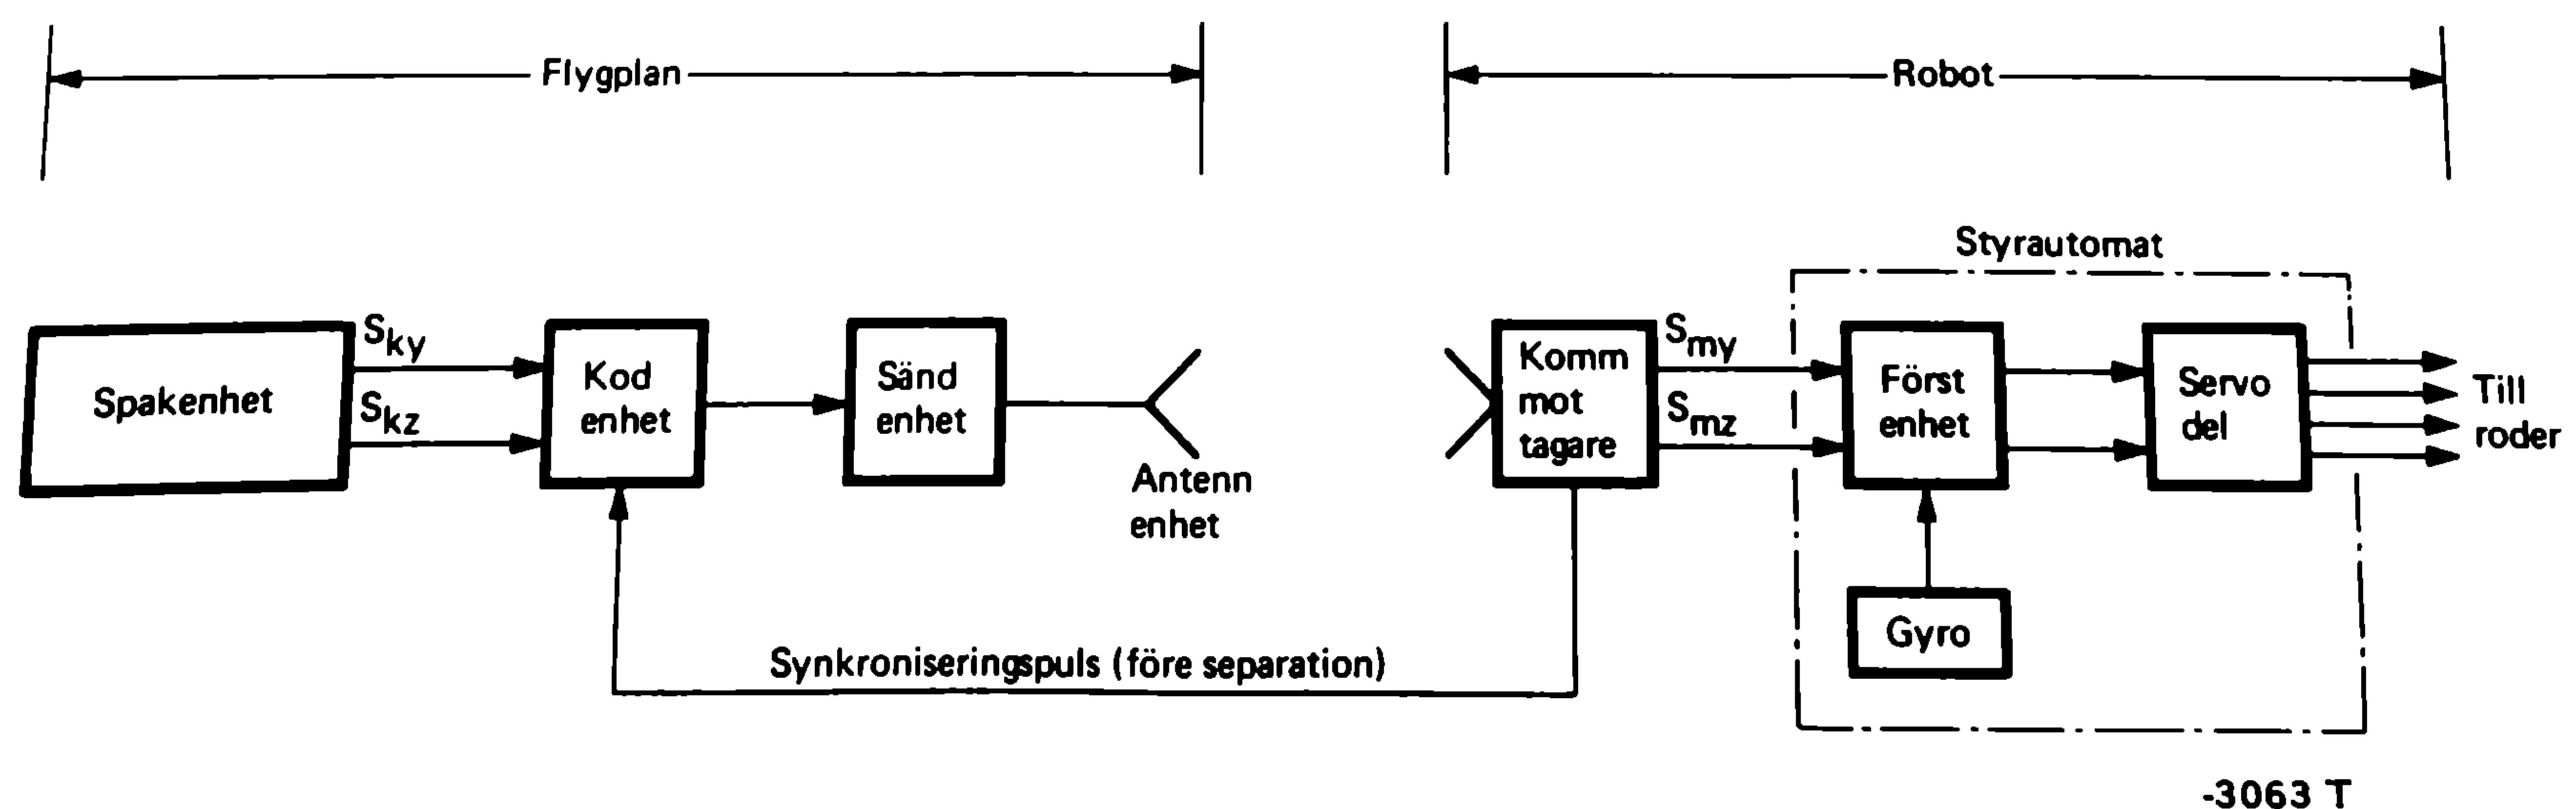 Flygplan
Robot
Styrautomat
Spakenhet
Sky
Skz
Kod
enhet
Sänd
enhet
Antenn
enhet
Komm
mot
tagare
Smy
Smz
Först
enhet
Servo
del
Till
roder
Gyro
Synkroniseringspuls (före separation)
-3063 T